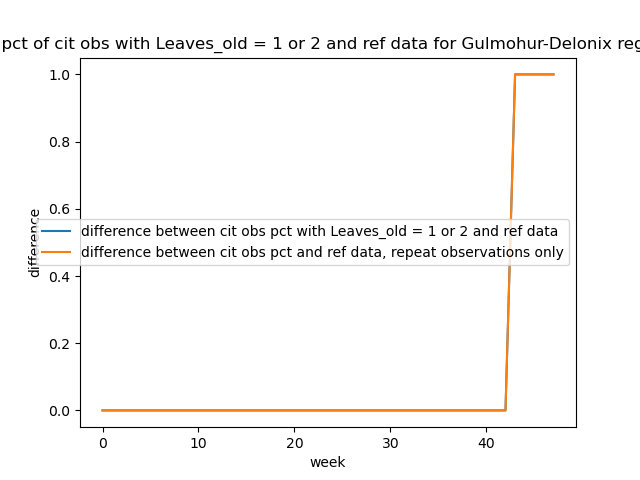 pct of cit obs with Leaves_old = 1 or 2 and ref data for Gulmohur-Delonix reg
1.0
0.8
0.6
difference between cit obs pct with Leaves_old = 1 or 2 and ref data
difference between cit obs pct and ref data, repeat observations only
difference
0.4
0.2
0.0
0 10 20 30 40
week